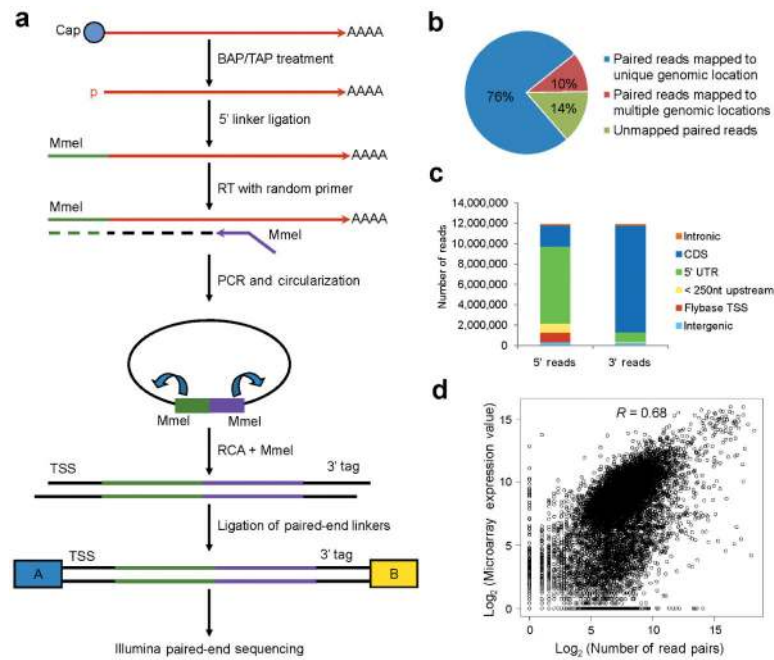 a
Cap
AAAA
BAP/TAP treatment
p
AAAA
5' linker ligation
MmeI
AAAA
RT with random primer
MmeI
AAAA
MmeI
PCR and circularization
MmeI
MmeI
RCA + MmeI
TSS
3' tag
Ligation of paired-end linkers
TSS
3' tag
A
B
Illumina paired-end sequencing
b
76%
10%
14%
Paired reads mapped to
unique genomic location
Paired reads mapped to
multiple genomic locations
Unmapped paired reads
c
Number of reads
14,000,000
12,000,000
10,000,000
8,000,000
6,000,000
4,000,000
2,000,000
0
5' reads
3' reads
Intronic
CDS
5' UTR
< 250nt upstream
Flybase TSS
Intergenic
d
R = 0.68
Log2 (Microarray expression value)
15
10
5
0
0
5
10
15
Log2 (Number of read pairs)